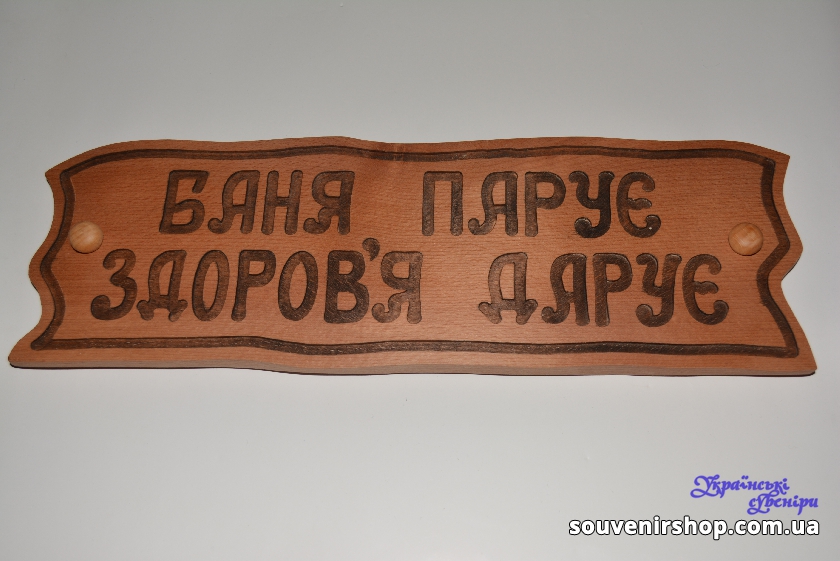 БАНЯ ПАРУЄ
ЗДОРОВ'Я ДАРУЄ
Українські
сувеніри
souvenirshop.com.ua